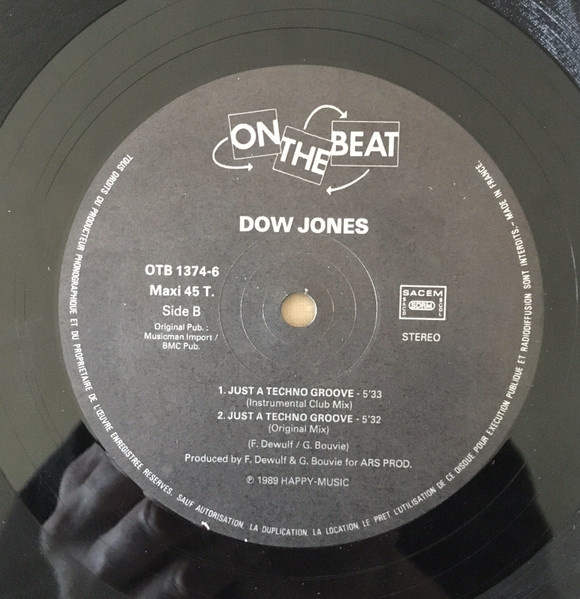 ON
THE
BEAT
DOW JONES
OTB 1374-6
Maxi 45 T.
Side B
Original Pub. :
Musicman Import /
BMC Pub.
SACEM
SACD
SDRM
SCGL
STEREO
1. JUST A TECHNO GROOVE - 5'33
(Instrumental Club Mix)
2. JUST A TECHNO GROOVE - 5'32
(Original Mix)
(F. Dewulf / G. Bouvie)
Produced by F. Dewulf & G. Bouvie for ARS PROD.
℗ 1989 HAPPY-MUSIC
TOUS DROITS DU PRODUCTEUR PHONOGRAPHIQUE ET DU PROPRIETAIRE DE L'ŒUVRE ENREGISTREE RESERVES. SAUF AUTORISATION, LA DUPLICATION, LA LOCATION, LE PRET, L'UTILISATION DE CE DISQUE POUR EXECUTION PUBLIQUE ET RADIODIFFUSION SONT INTERDITS. - MADE IN FRANCE.